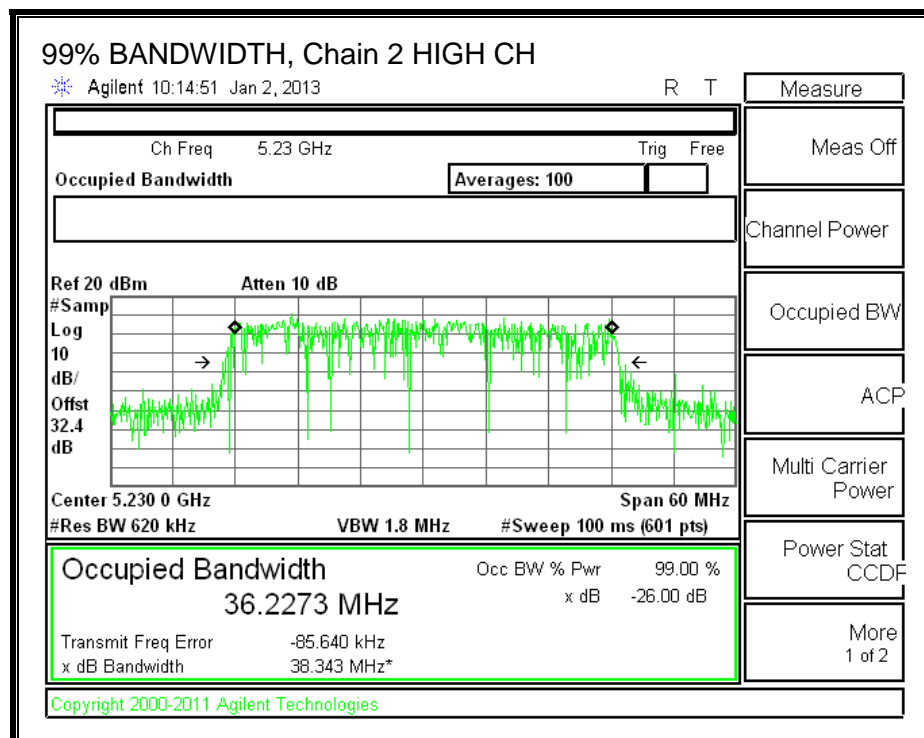 99% BANDWIDTH, Chain 2 HIGH CH
Agilent 10:14:51 Jan 2, 2013 R T
Measure
Ch Freq 5.23 GHz Trig Free
Meas Off
Occupied Bandwidth Averages: 100
Channel Power
Ref 20 dBm Atten 10 dB
#Samp
Log
10
dB/
Offst
32.4
dB
Occupied BW
ACP
Multi Carrier
Power
Center 5.230 0 GHz Span 60 MHz
#Res BW 620 kHz VBW 1.8 MHz #Sweep 100 ms (601 pts)
Power Stat
CCDF
Occupied Bandwidth Occ BW % Pwr 99.00 %
36.2273 MHz x dB -26.00 dB
Transmit Freq Error -85.640 kHz
x dB Bandwidth 38.343 MHz*
More
1 of 2
Copyright 2000-2011 Agilent Technologies